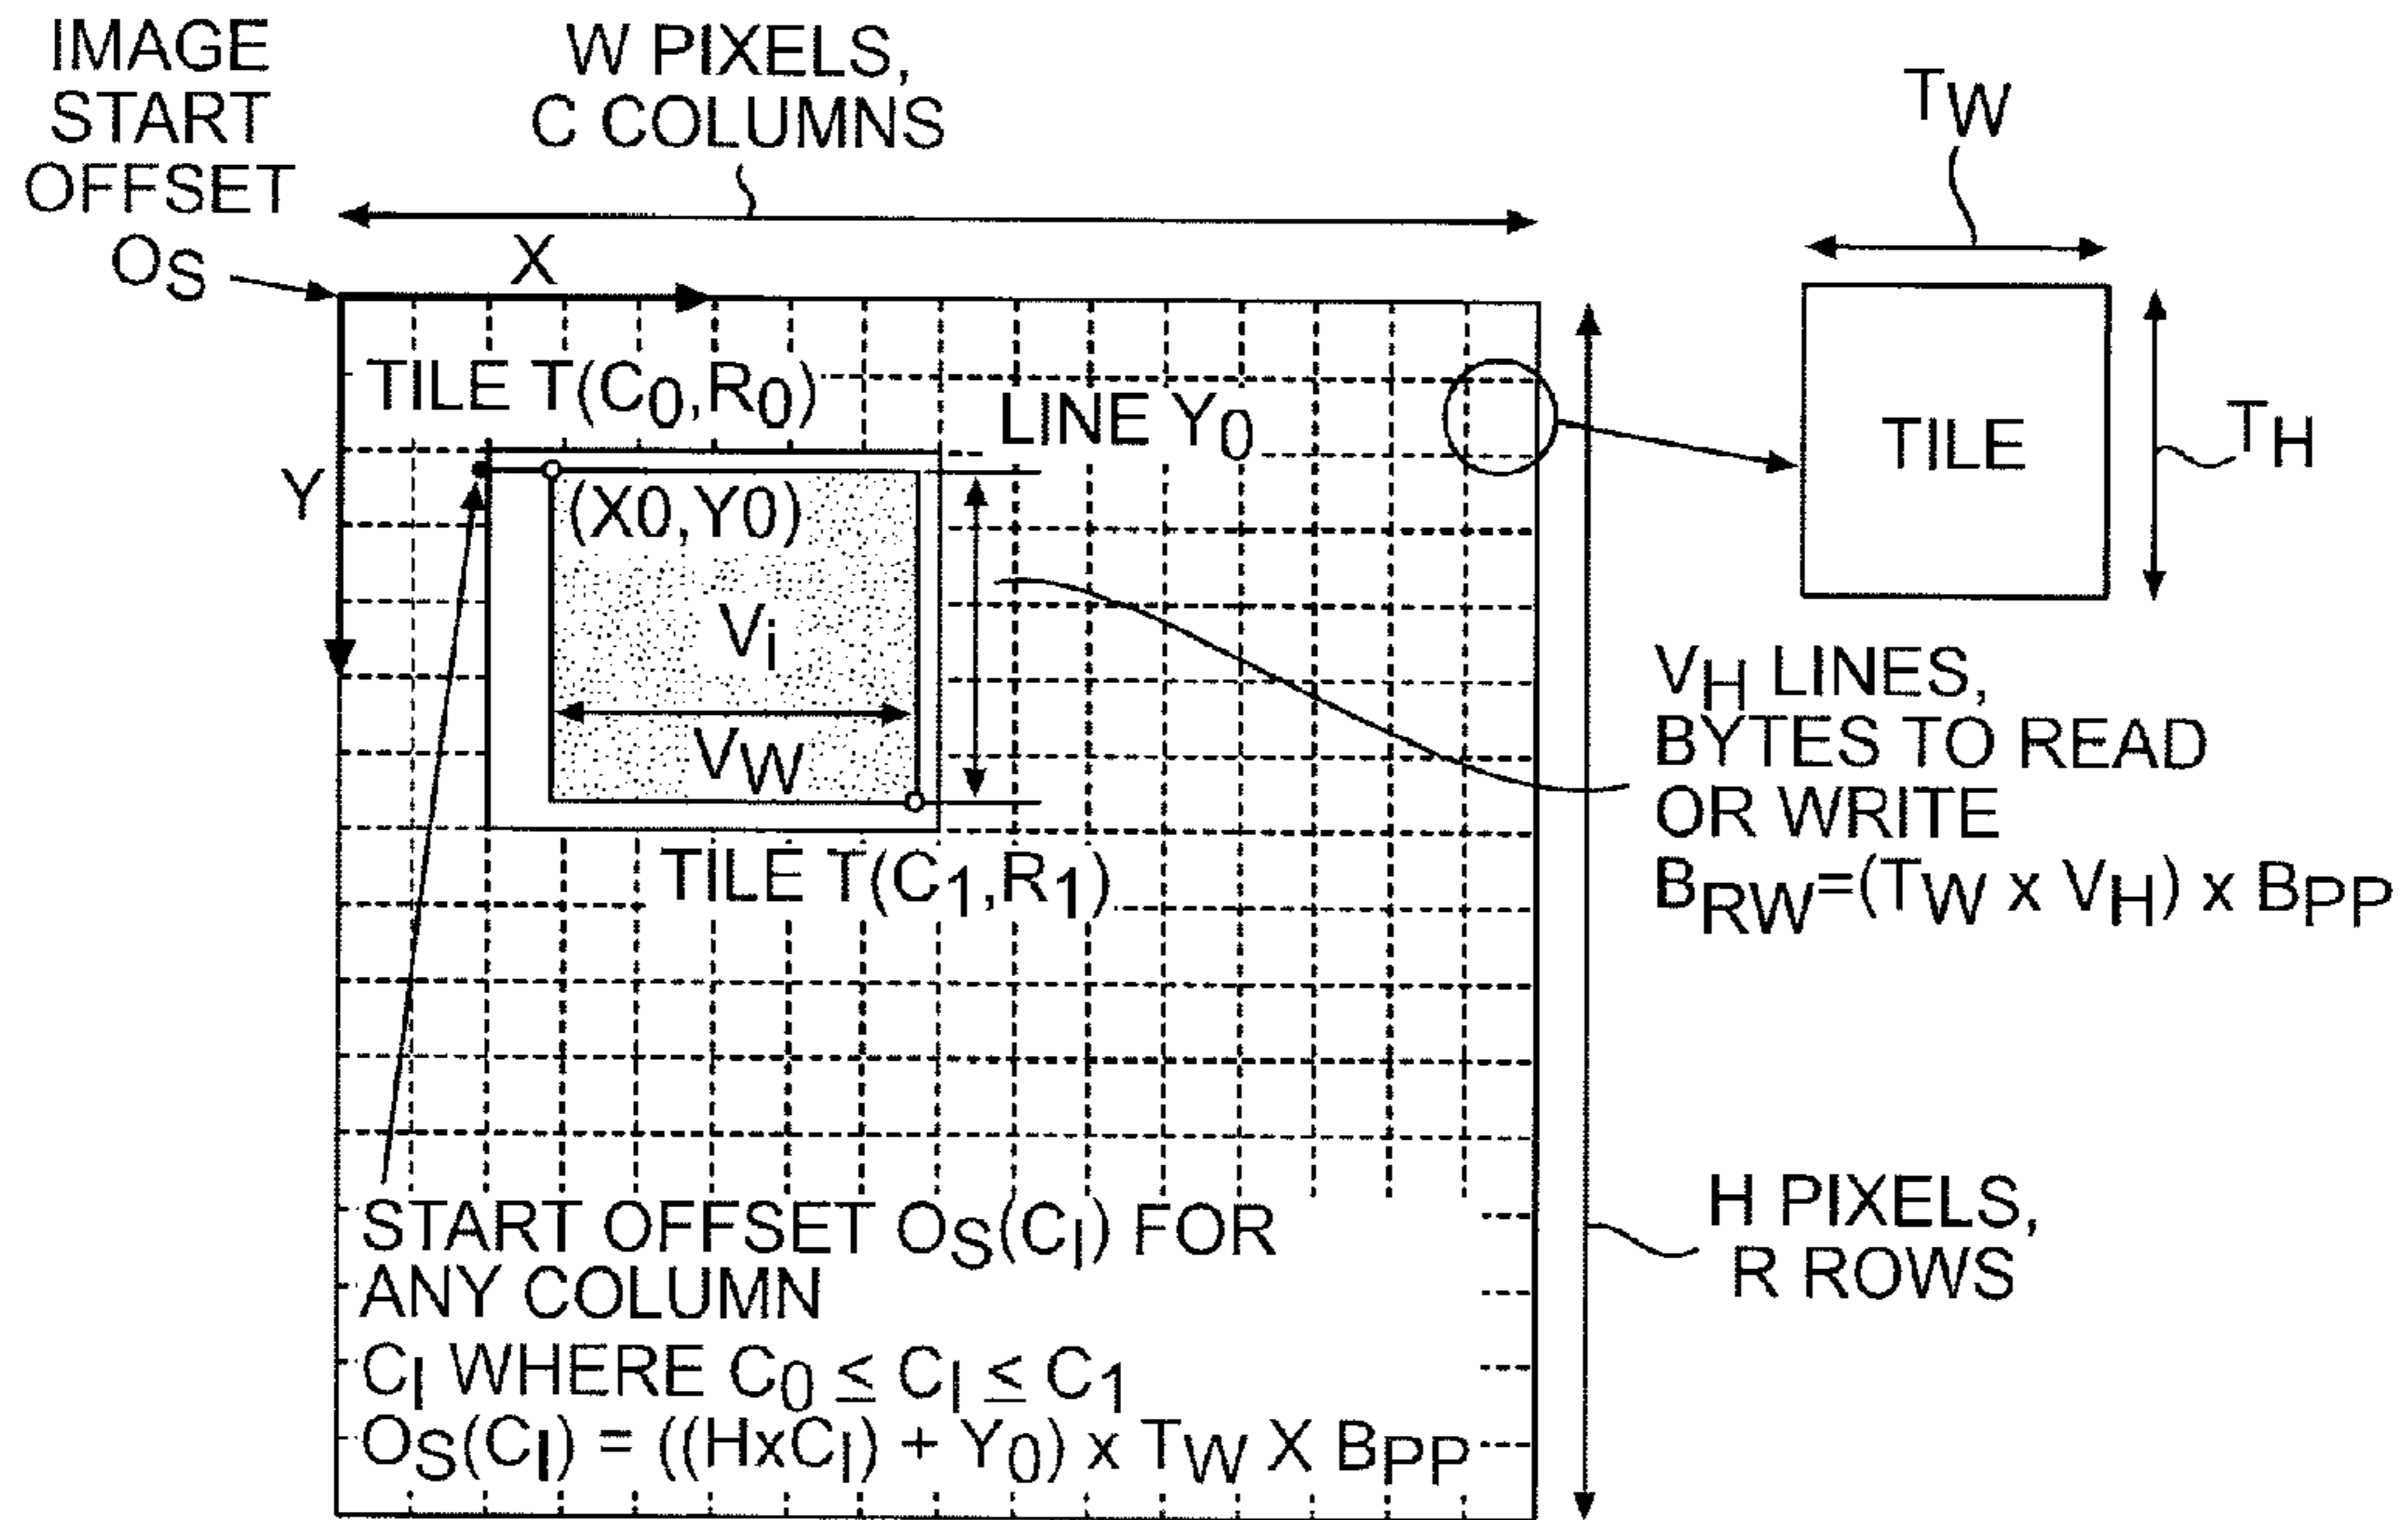 IMAGE
START
OFFSET
OS
W PIXELS,
C COLUMNS
X
Y
TW
TH
TILE
TILE T(C0,R0)
LINE Y0
(X0,Y0)
Vi
VW
TILE T(C1,R1)
VH LINES,
BYTES TO READ
OR WRITE
BRW=(TW x VH) x BPP
H PIXELS,
R ROWS
START OFFSET OS(CI) FOR
ANY COLUMN
CI WHERE C0 ≤ CI ≤ C1
OS(CI) = ((HxCI) + Y0) x TW X BPP